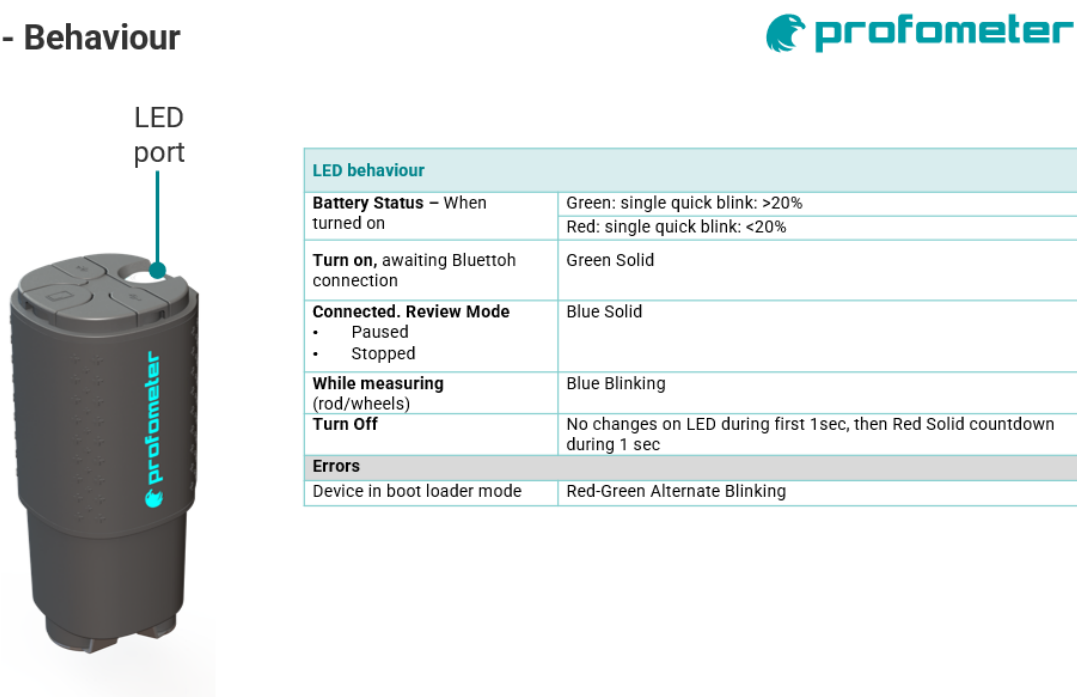 - Behaviour
profometer
LED
port
LED behaviour
Battery Status – When
turned on
Green: single quick blink: >20%
Red: single quick blink: <20%
Turn on, awaiting Bluettoh
connection
Green Solid
Connected. Review Mode
• Paused
• Stopped
Blue Solid
While measuring
(rod/wheels)
Blue Blinking
Turn Off
No changes on LED during first 1sec, then Red Solid countdown
during 1 sec
Errors
Device in boot loader mode
Red-Green Alternate Blinking
profometer